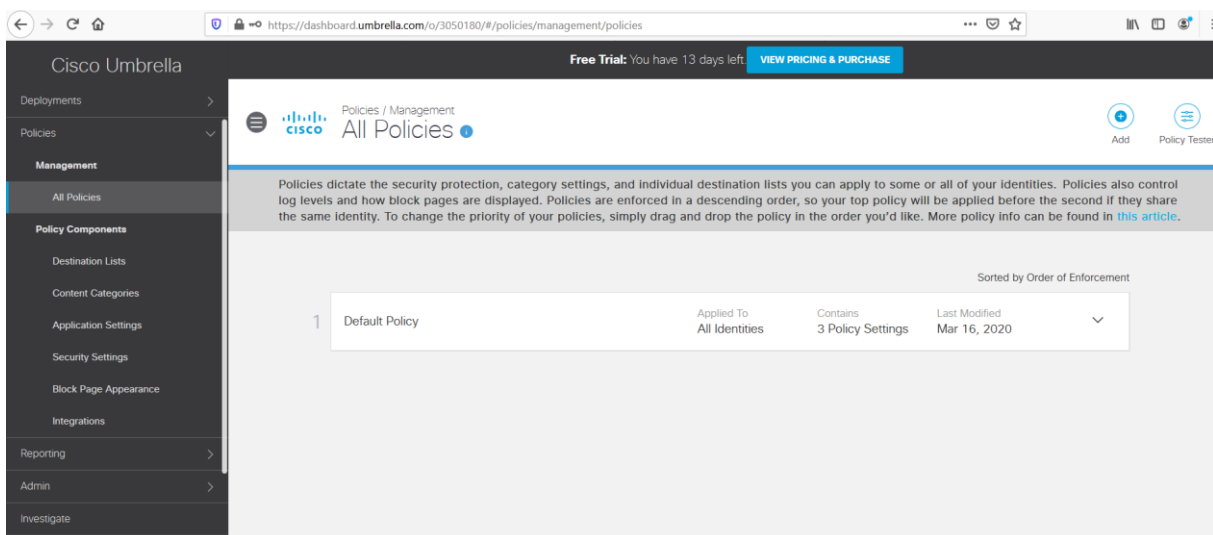 https://dashboard.umbrella.com/o/3050180/#/policies/management/policies
Cisco Umbrella
Free Trial: You have 13 days left. VIEW PRICING & PURCHASE
Deployments
Policies
Management
All Policies
Policy Components
Destination Lists
Content Categories
Application Settings
Security Settings
Block Page Appearance
Integrations
Reporting
Admin
Investigate
CISCO
Policies / Management
All Policies
Add
Policy Tester
Policies dictate the security protection, category settings, and individual destination lists you can apply to some or all of your identities. Policies also control
log levels and how block pages are displayed. Policies are enforced in a descending order, so your top policy will be applied before the second if they share
the same identity. To change the priority of your policies, simply drag and drop the policy in the order you'd like. More policy info can be found in this article.
Sorted by Order of Enforcement
1
Default Policy
Applied To
All Identities
Contains
3 Policy Settings
Last Modified
Mar 16, 2020